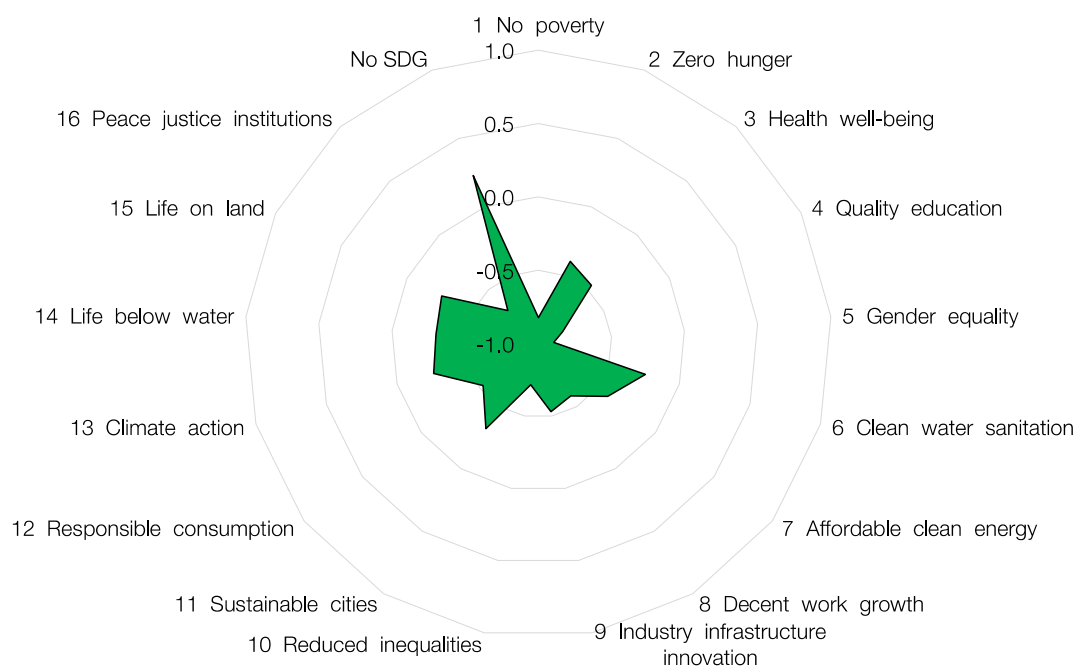 1 No poverty
1.0
No SDG
2 Zero hunger
0.5
16 Peace justice institutions
3 Health well-being
0.0
15 Life on land
4 Quality education
-0.5
14 Life below water
5 Gender equality
-1.0
13 Climate action
6 Clean water sanitation
12 Responsible consumption
7 Affordable clean energy
11 Sustainable cities
8 Decent work growth
10 Reduced inequalities
9 Industry infrastructure
innovation